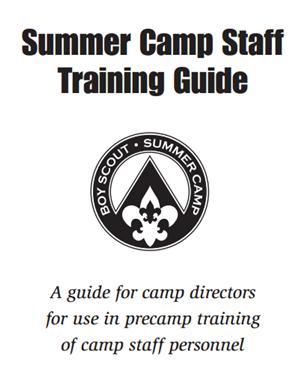 Summer Camp Staff
Training Guide
BOY SCOUT • SUMMER CAMP
A guide for camp directors
for use in precamp training
of camp staff personnel